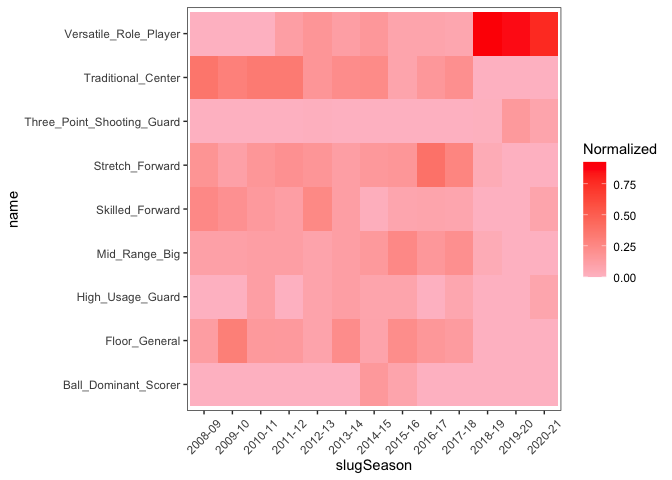 Versatile_Role_Player
Traditional_Center
Three_Point_Shooting_Guard
Stretch_Forward
Skilled_Forward
Mid_Range_Big
High_Usage_Guard
Floor_General
Ball_Dominant_Scorer
name
2008-09
2009-10
2010-11
2011-12
2012-13
2013-14
2014-15
2015-16
2016-17
2017-18
2018-19
2019-20
2020-21
slugSeason
Normalized
0.75
0.50
0.25
0.00